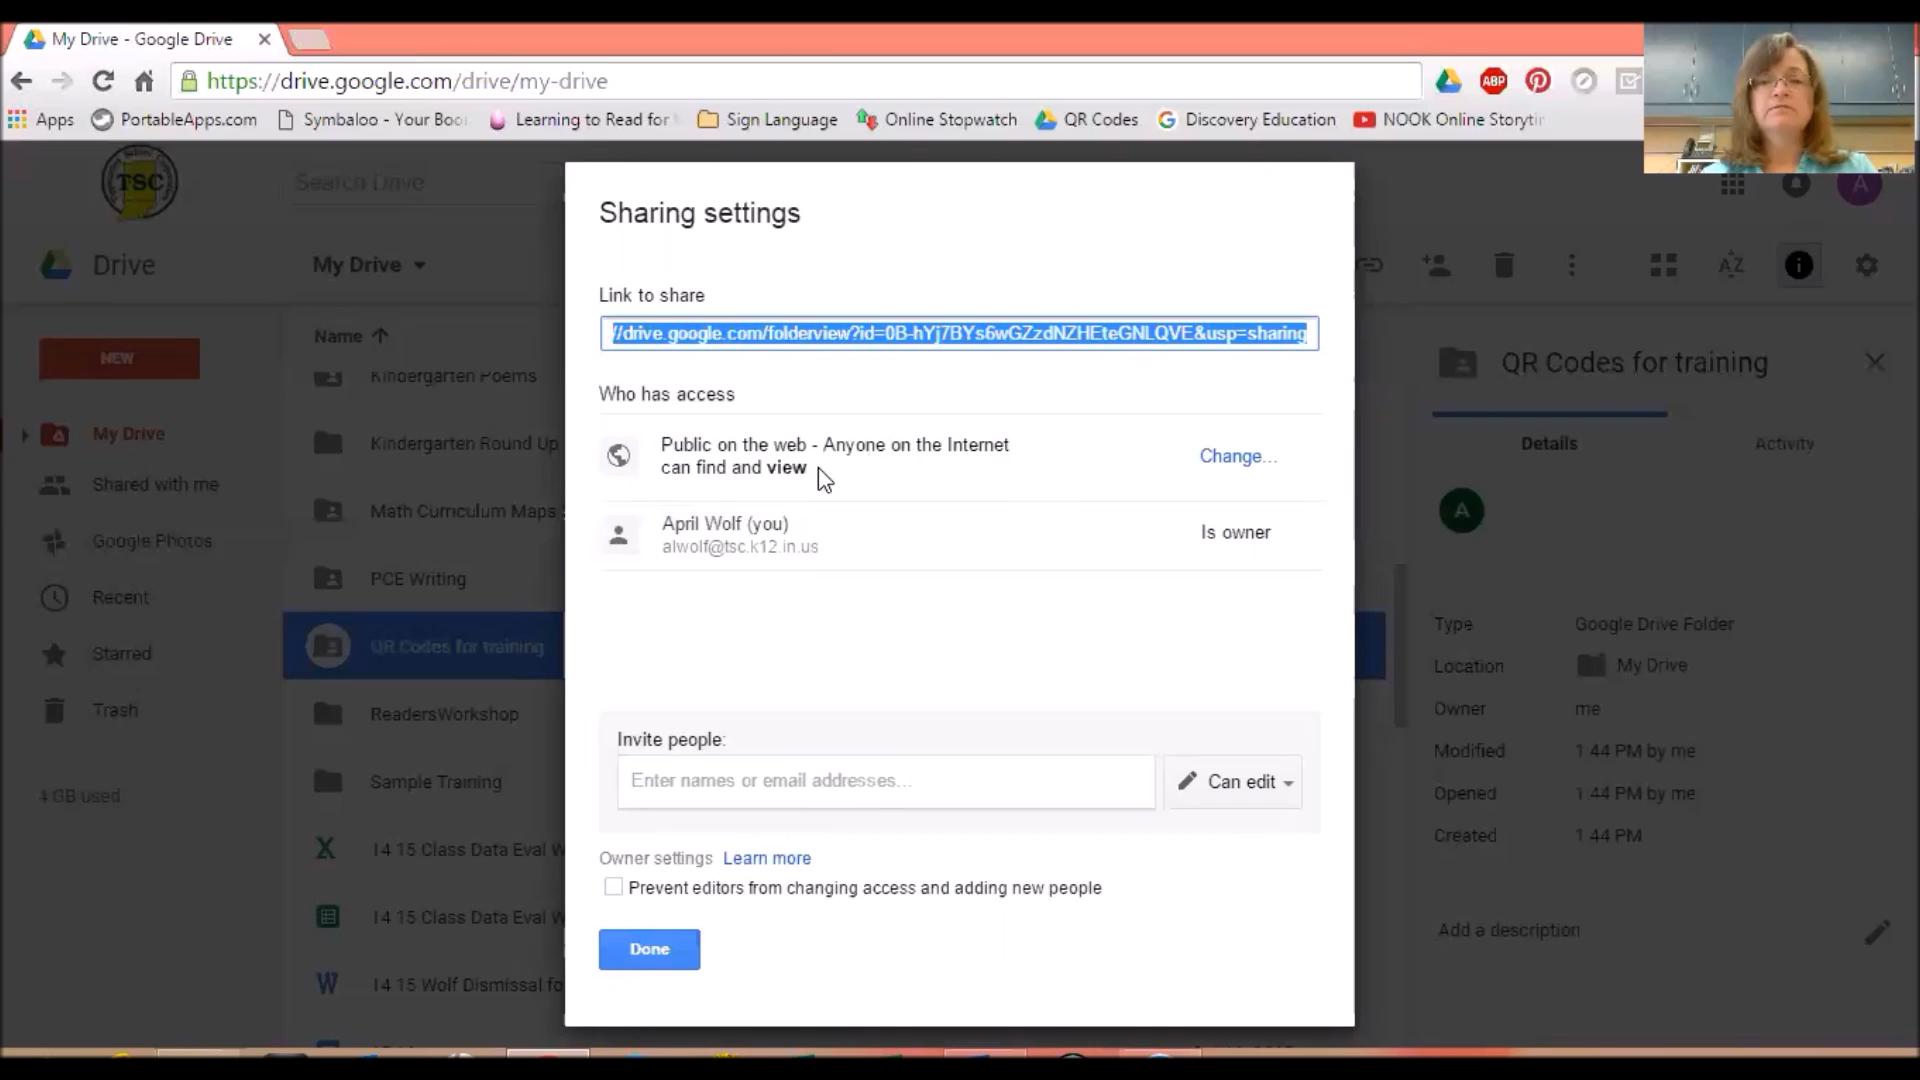 My Drive - Google Drive
https://drive.google.com/drive/my-drive
ABP
Apps
PortableApps.com
Symbaloo - Your Boo
Learning to Read for
Sign Language
Online Stopwatch
QR Codes
Discovery Education
NOOK Online Storytir
TSC
Search Drive
A
Drive
My Drive
AZ
NEW
My Drive
Shared with me
Google Photos
Recent
Starred
Trash
4 GB used
Name
Kindergarten Poems
Kindergarten Round Up
Math Curriculum Maps
PCE Writing
QR Codes for training
ReadersWorkshop
Sample Training
14 15 Class Data Eval W
14 15 Class Data Eval W
14 15 Wolf Dismissal fo
Sharing settings
Link to share
//drive.google.com/folderview?id=0B-hYj7BYs6wGZzdNZHEteGNLQVE&usp=sharing
Who has access
Public on the web - Anyone on the Internet
can find and view
Change...
April Wolf (you)
alwolf@tsc.k12.in.us
Is owner
Invite people:
Enter names or email addresses...
Can edit
Owner settings Learn more
Prevent editors from changing access and adding new people
Done
QR Codes for training
Details
Activity
A
Type Google Drive Folder
Location My Drive
Owner me
Modified 1:44 PM by me
Opened 1:44 PM by me
Created 1:44 PM
Add a description